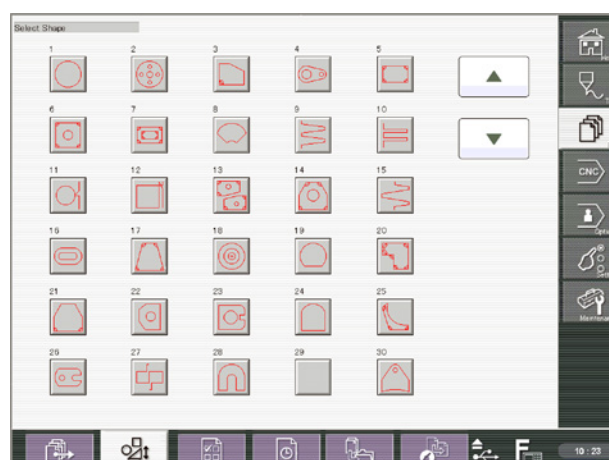 Select Shape
1 2 3 4 5
6 7 8 9 10
11 12 13 14 15
16 17 18 19 20
21 22 23 24 25
26 27 28 29 30
CNC
Maintenan
F
10 : 23